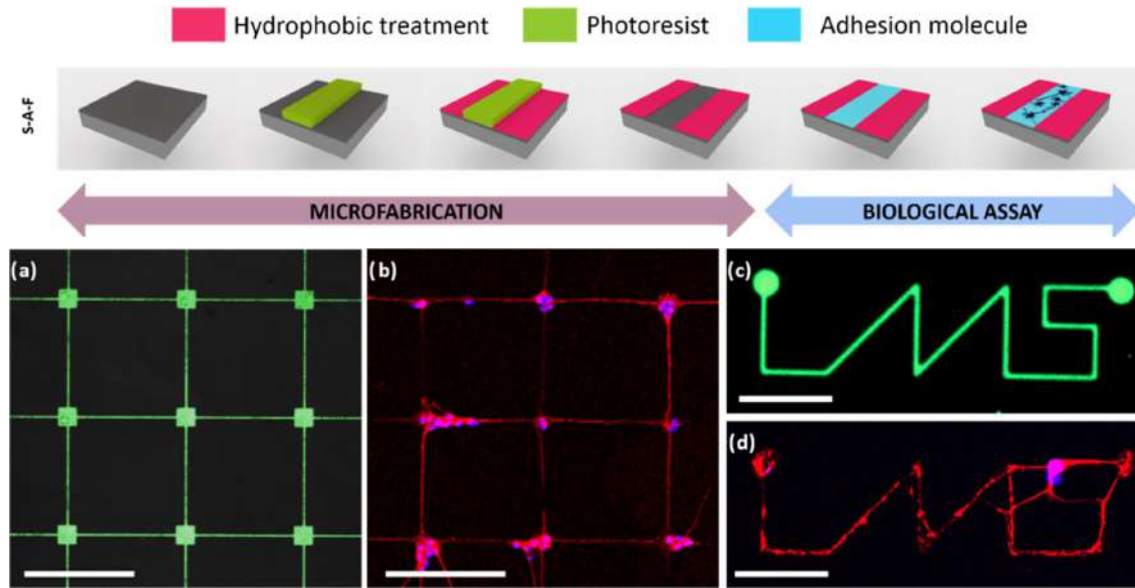 Hydrophobic treatment Photoresist Adhesion molecule
S-A-F
MICROFABRICATION BIOLOGICAL ASSAY
(a) (b) (c)
(d)